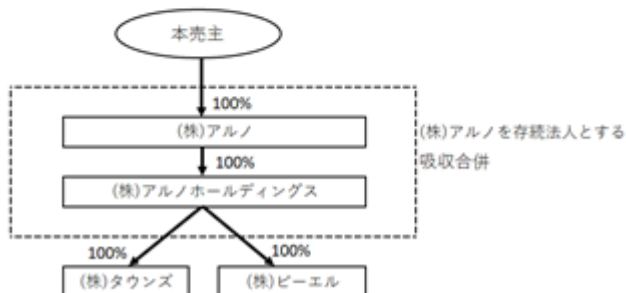 本売主
100%
(株)アルノ
(株)アルノを存続法人とする
吸収合併
100%
(株)アルノホールディングス
100%
100%
(株)タウンズ
(株)ビーエル